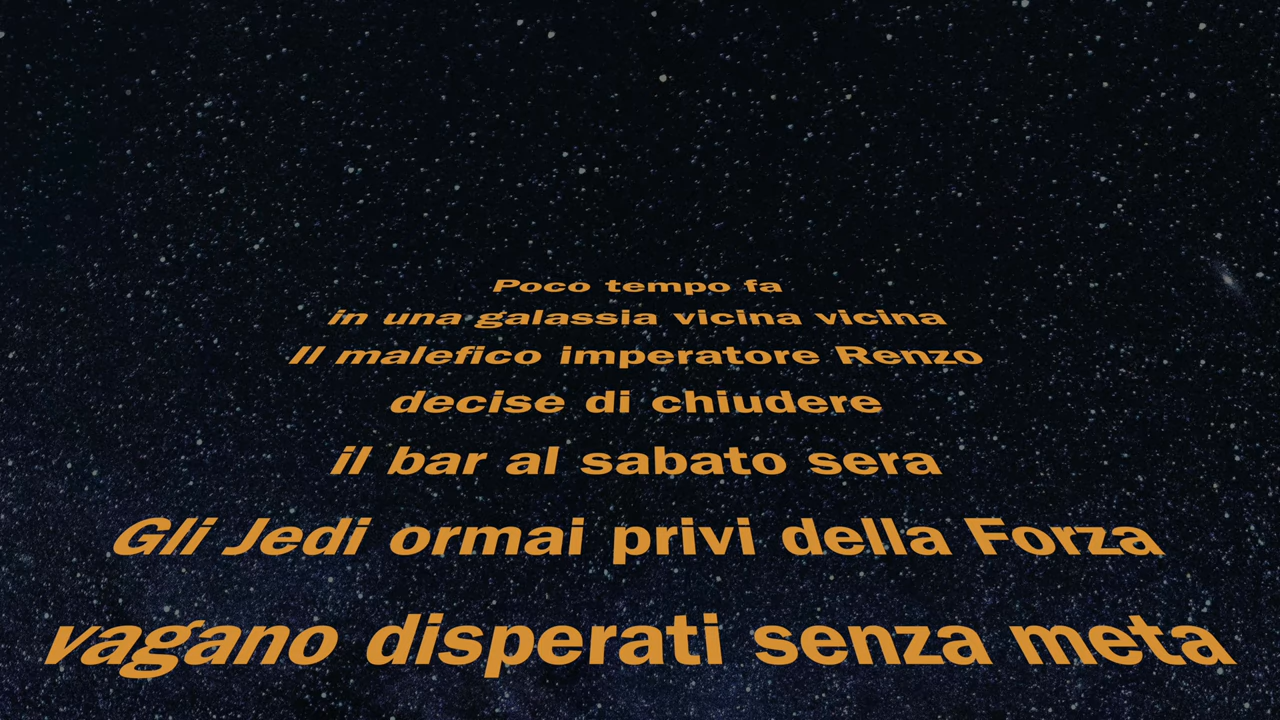 Poco tempo fa
in una galassia vicina vicina
Il malefico imperatore Renzo
decise di chiudere
il bar al sabato sera
Gli Jedi ormai privi della Forza
vagano disperati senza meta